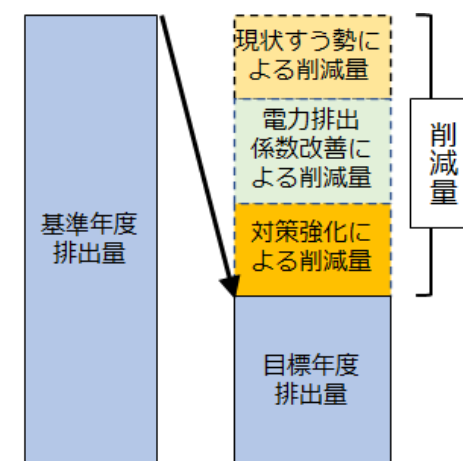 基準年度
排出量
現状すう勢に
よる削減量
電力排出
係数改善に
よる削減量
対策強化に
よる削減量
目標年度
排出量
削減量